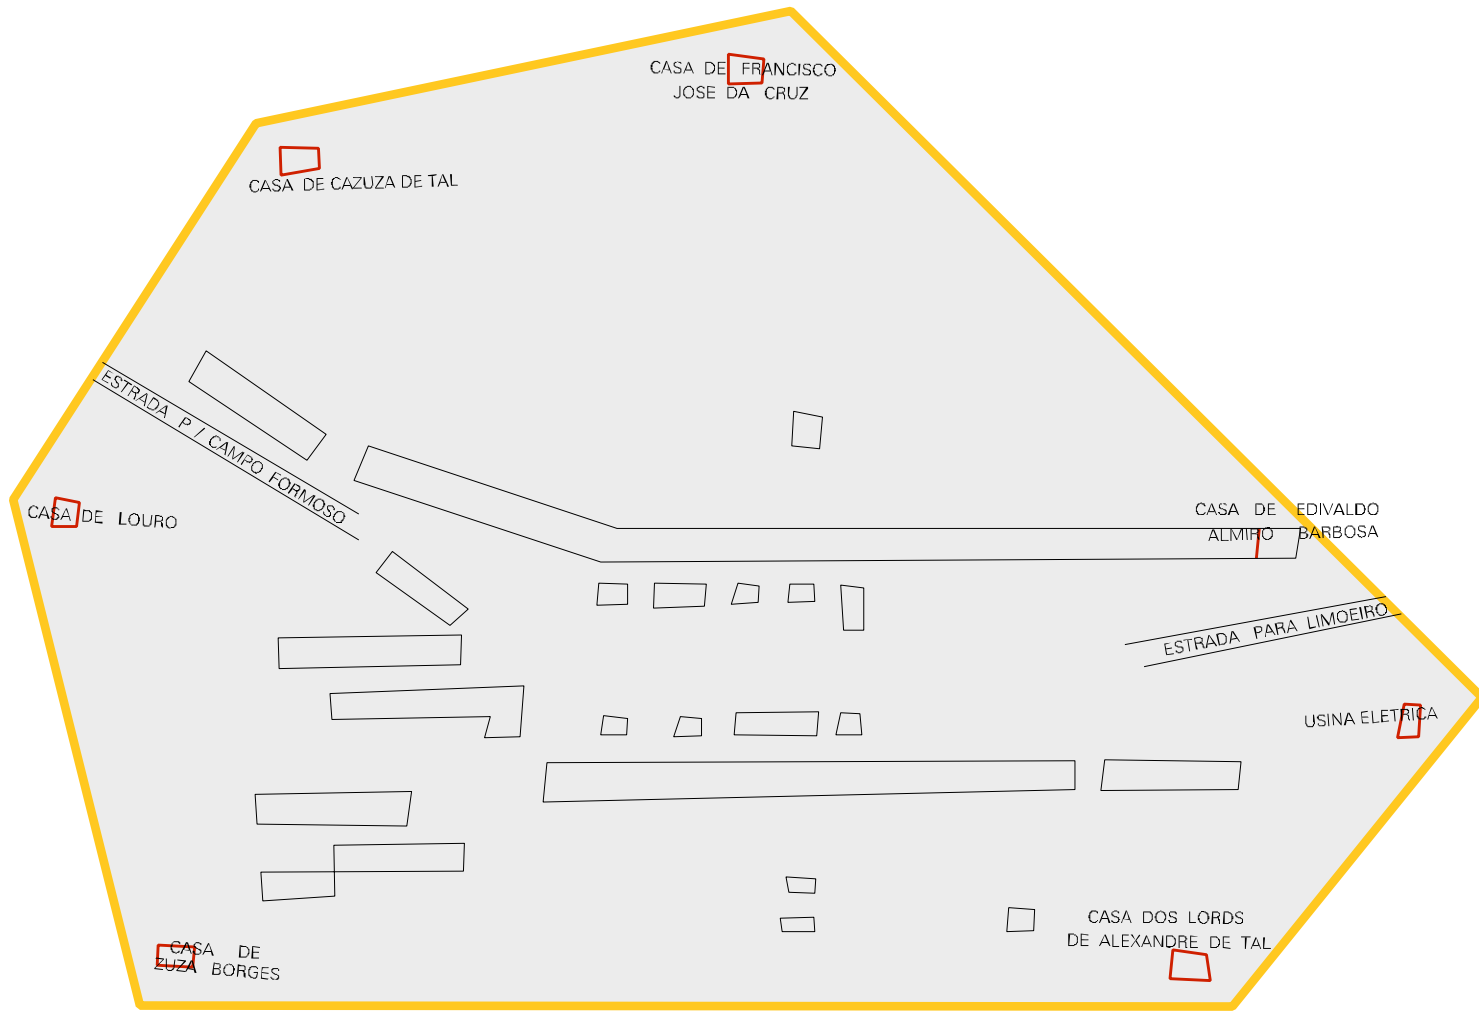 CASA DE FRANCISCO
JOSE DA CRUZ
CASA DE CAZUZA DE TAL
ESTRADA P / CAMPO FORMOSO
CASA DE LOURO
CASA DE EDIVALDO
ALMIRO BARBOSA
ESTRADA PARA LIMOEIRO
USINA ELETRICA
CASA DOS LORDS
DE ALEXANDRE DE TAL
CASA DE
ZUZA BORGES